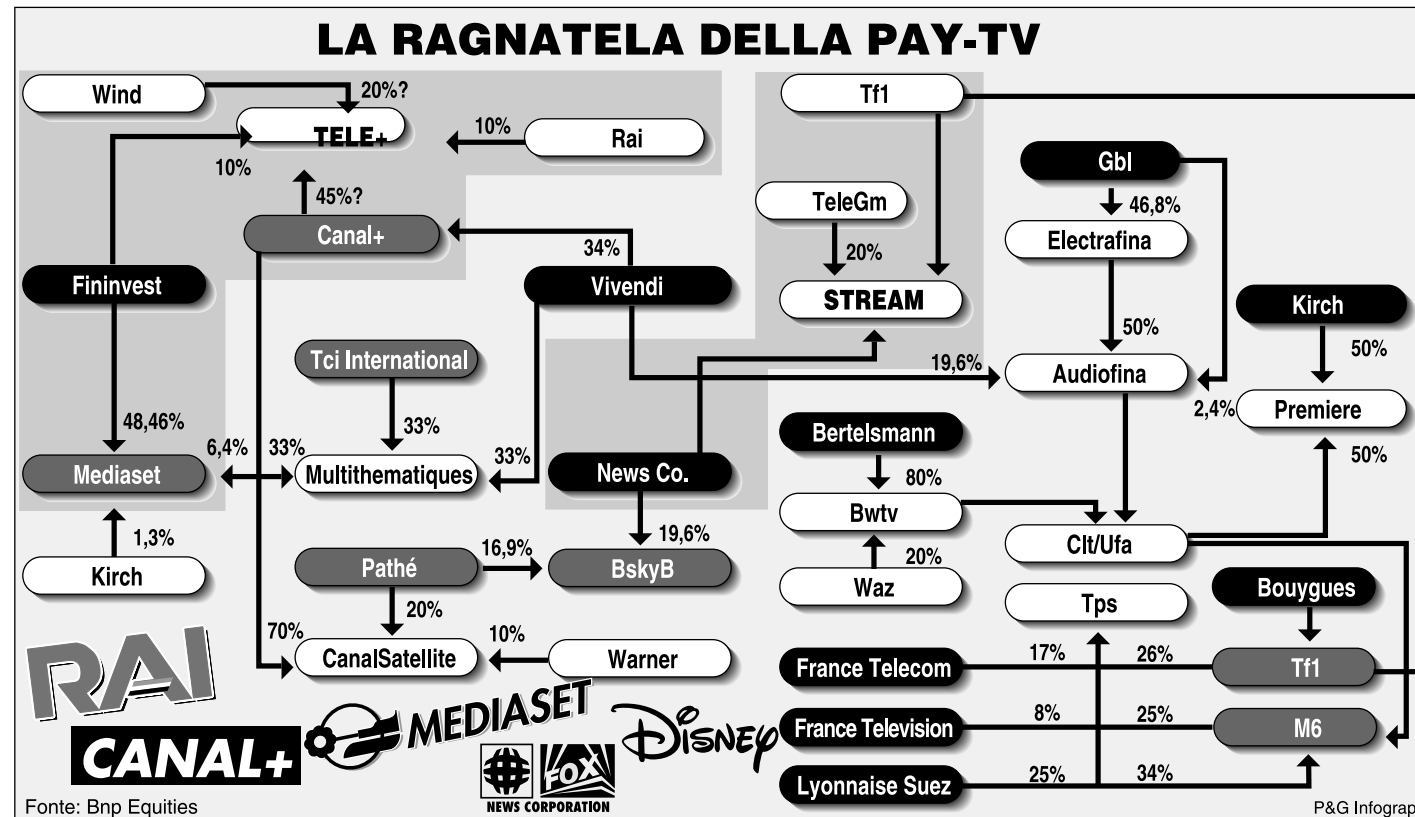 LA RAGNATELA DELLA PAY-TV
Wind
20%?
TELE+
10%
Rai
10%
45%?
Canal+
34%
Fininvest
Vivendi
Tf1
TeleGm
20%
STREAM
Gbl
46,8%
Electrafina
50%
Kirch
50%
Tci International
33%
19,6%
Audiofina
2,4%
Premiere
50%
48,46%
Mediaset
6,4%
33%
Multithematiques
33%
News Co.
Bertelsmann
80%
Bwtv
20%
Waz
Clt/Ufa
1,3%
Kirch
Pathé
16,9%
19,6%
BskyB
20%
70%
CanalSatellite
10%
Warner
Tps
Bouygues
France Telecom
17%
26%
Tf1
France Television
8%
25%
M6
Lyonnaise Suez
25%
34%
RAI
CANAL+
MEDIASET
FOX
NEWS CORPORATION
DISNEY
Fonte: Bnp Equities
P&G Infograp